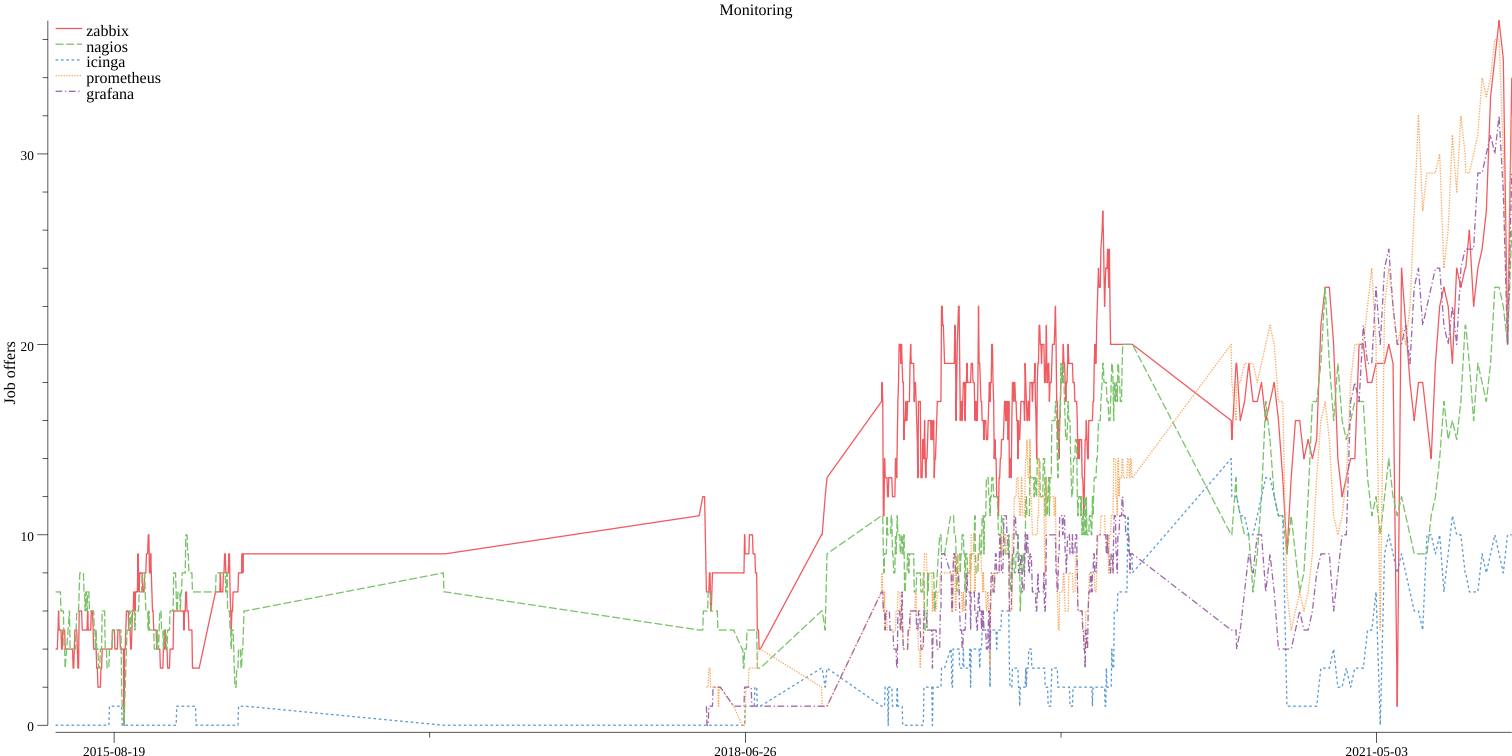 Monitoring
zabbix
nagios
icinga
prometheus
grafana
Job offers
30
20
10
0
2015-08-19
2018-06-26
2021-05-03